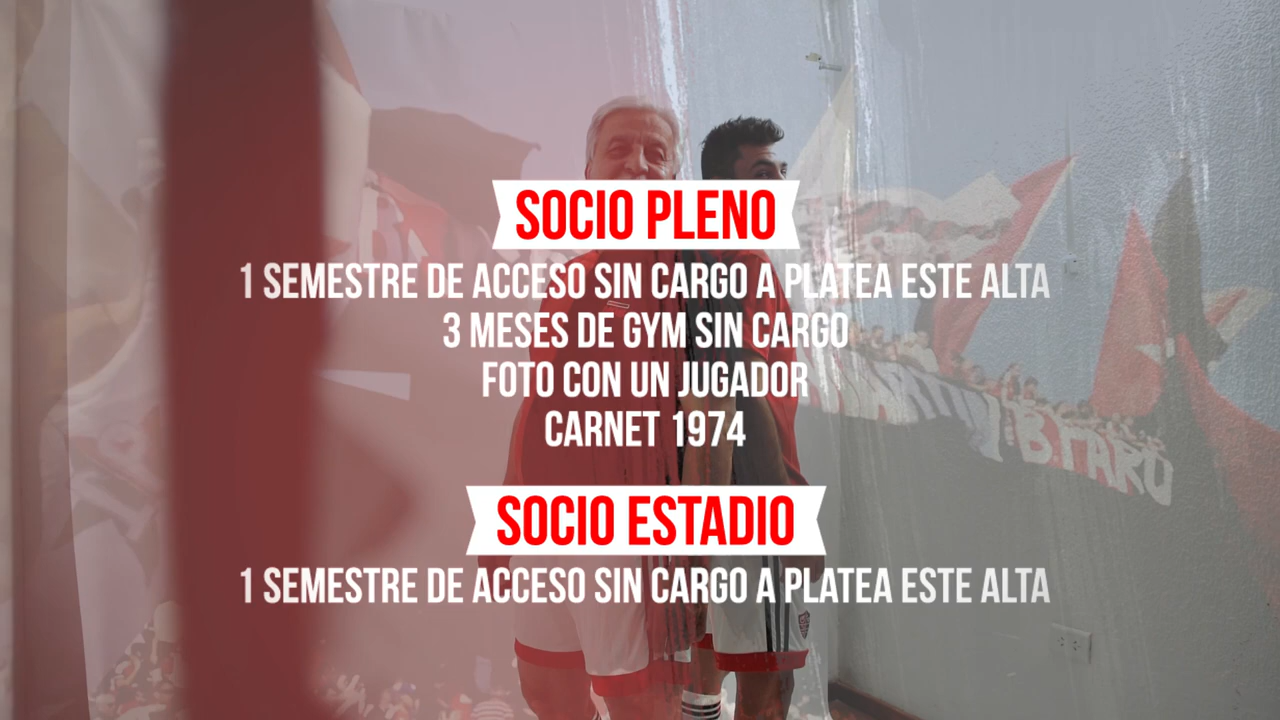 SOCIO PLENO
1 SEMESTRE DE ACCESO SIN CARGO A PLATEA ESTE ALTA
3 MESES DE GYM SIN CARGO
FOTO CON UN JUGADOR
CARNET 1974
SOCIO ESTADIO
1 SEMESTRE DE ACCESO SIN CARGO A PLATEA ESTE ALTA
B. FARO